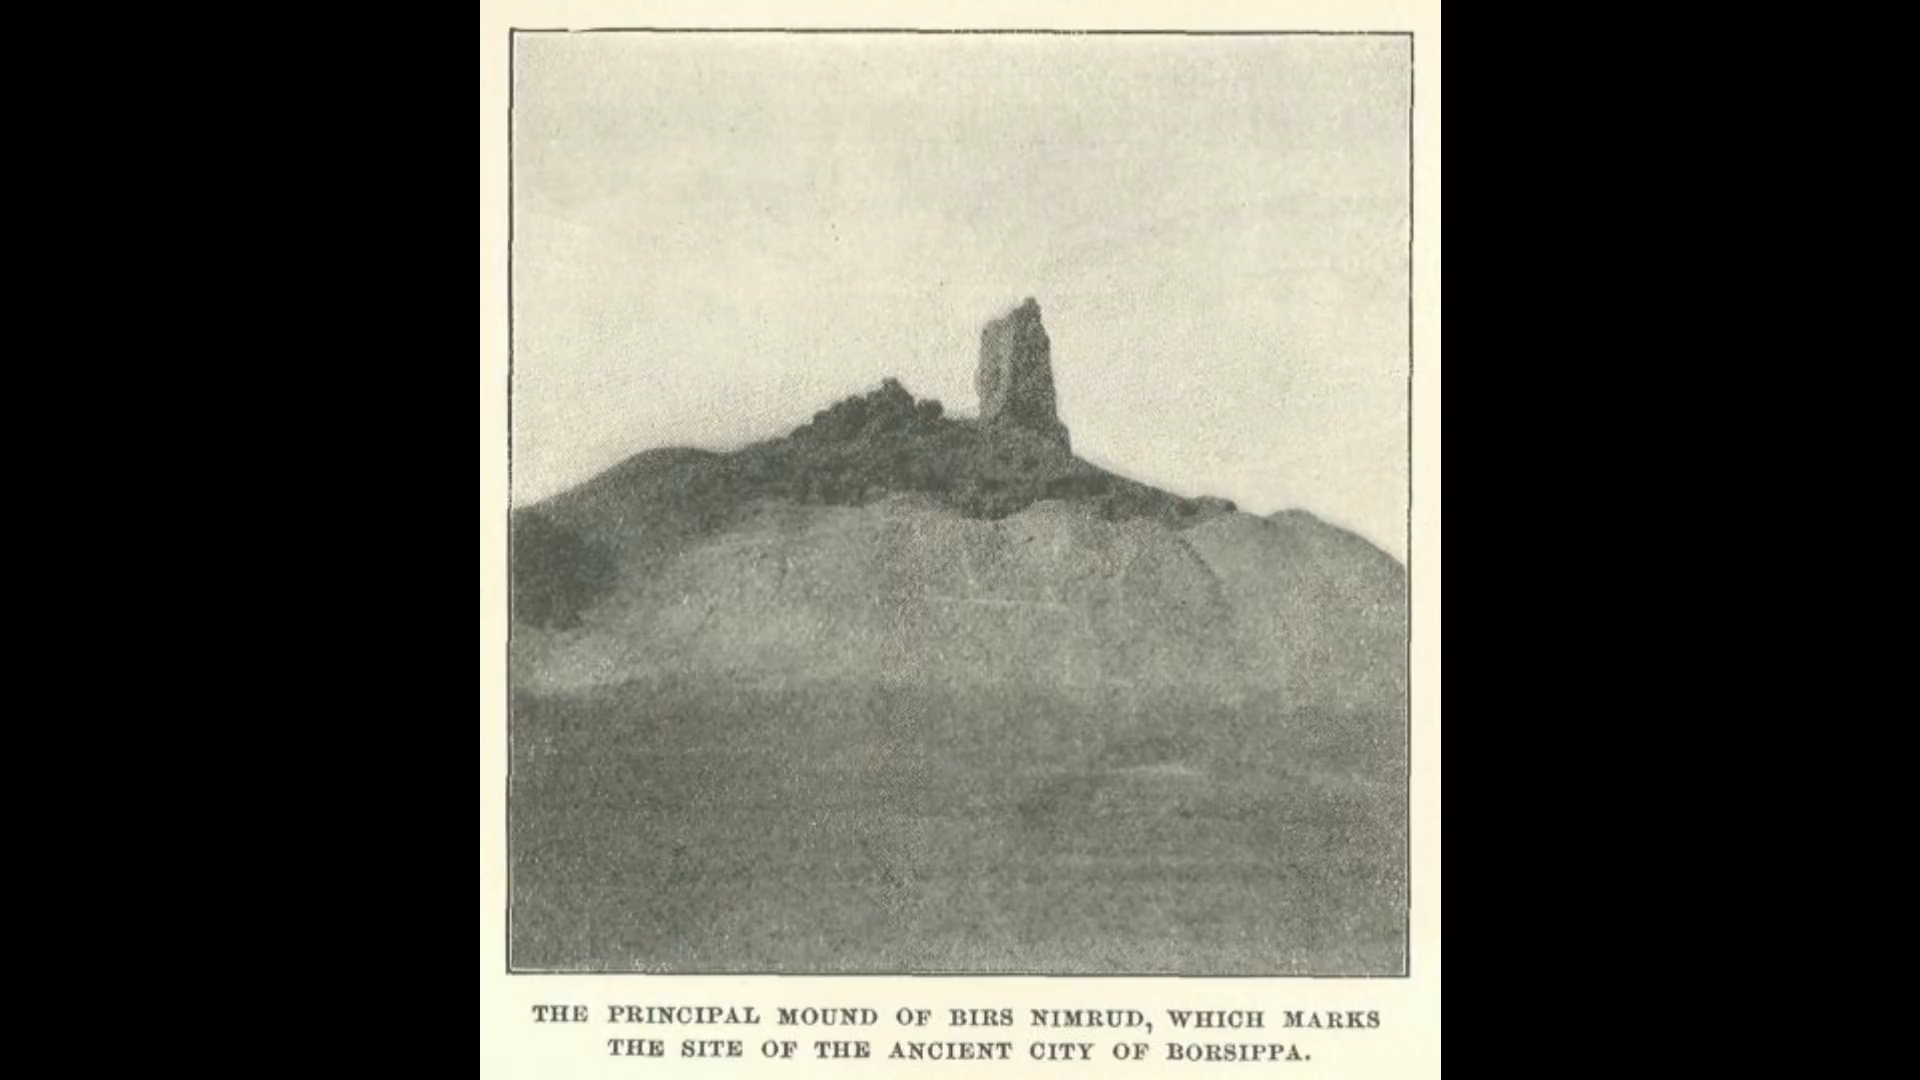 THE PRINCIPAL MOUND OF BIRS NIMRUD, WHICH MARKS
THE SITE OF THE ANCIENT CITY OF BORSIPPA.